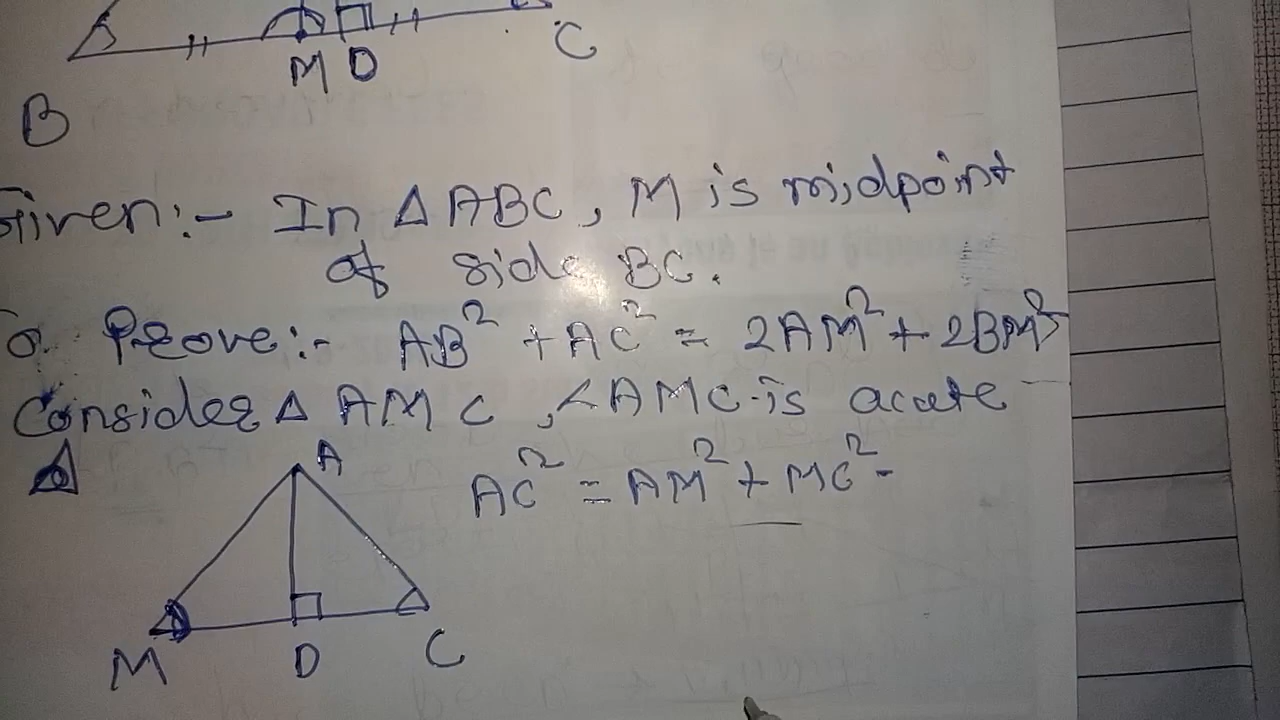 C
M D
B
Given:- In △ABC, M is midpoint
of side BC.
To Prove:- AB² + AC² = 2AM² + 2BM²
Consider △ AMC, ∠AMC is acute
A
AC² = AM² + MC² -
M D C